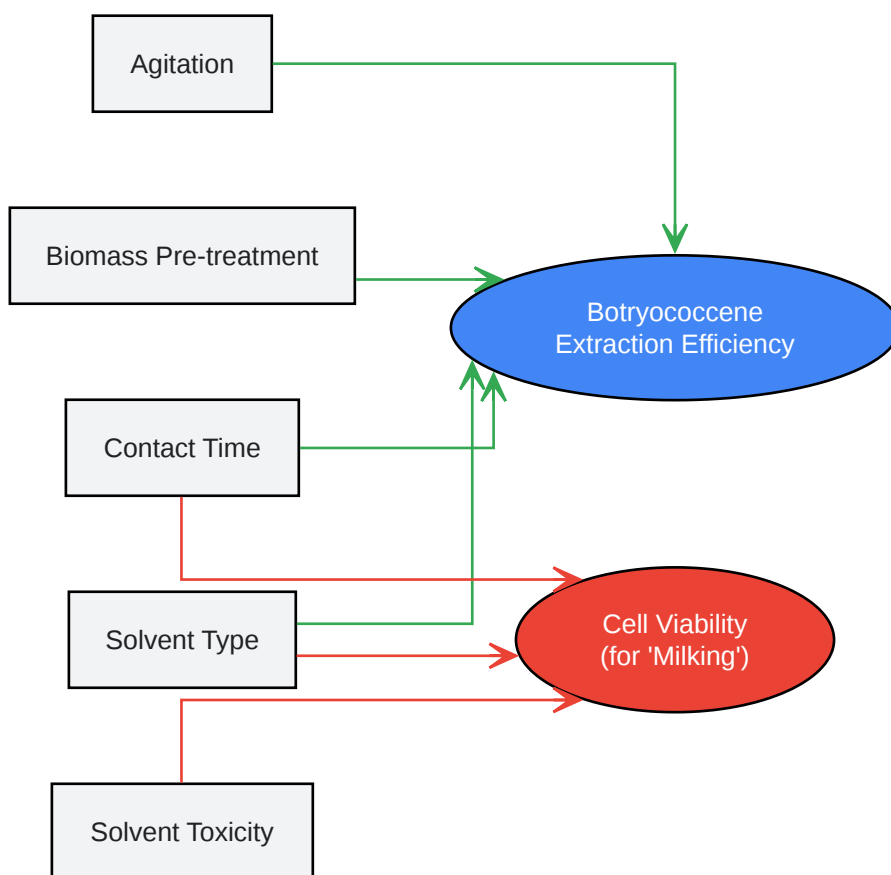 Agitation
Biomass Pre-treatment
Botryococcene
Extraction Efficiency
Contact Time
Solvent Type
Cell Viability
(for 'Milking')
Solvent Toxicity